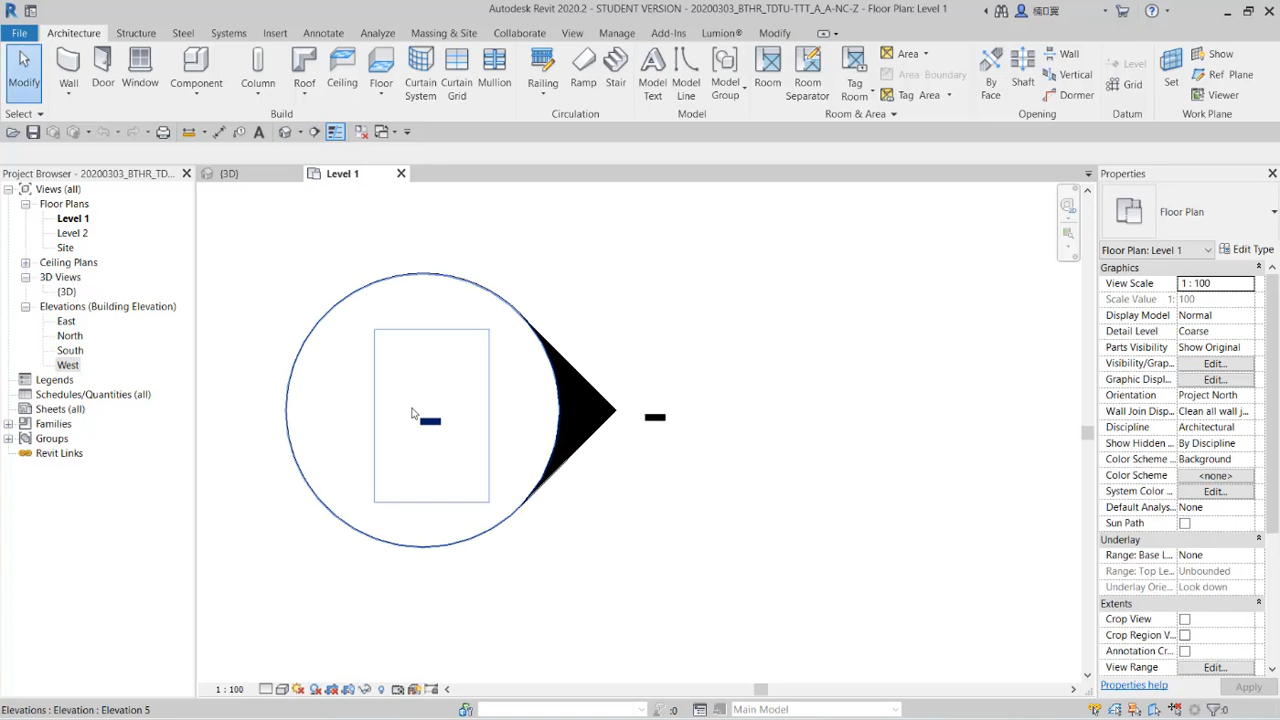 Autodesk Revit 2020.2 - STUDENT VERSION - 20200303_BTHR_TDTU-TTT_A_A-NC-Z - Floor Plan: Level 1
File Architecture Structure Steel Systems Insert Annotate Analyze Massing & Site Collaborate View Manage Add-Ins Lumion® Modify
Modify Wall Door Window Component Column Roof Ceiling Floor Curtain System Curtain Grid Mullion Railing Ramp Stair Model Text Model Line Model Group Room Room Separator Tag Room Area Area Boundary Tag Area By Face Shaft Wall Vertical Dormer Level Grid Set Show Ref Plane Viewer
Select Build Circulation Model Room & Area Opening Datum Work Plane
Project Browser - 20200303_BTHR_TD...
{3D}
Level 1
Properties
Views (all)
Floor Plans
Level 1
Level 2
Site
Ceiling Plans
3D Views
{3D}
Elevations (Building Elevation)
East
North
South
West
Legends
Schedules/Quantities (all)
Sheets (all)
Families
Groups
Revit Links
Floor Plan
Floor Plan: Level 1 Edit Type
Graphics
View Scale 1 : 100
Scale Value 1: 100
Display Model Normal
Detail Level Coarse
Parts Visibility Show Original
Visibility/Grap... Edit...
Graphic Displ... Edit...
Orientation Project North
Wall Join Disp... Clean all wall j...
Discipline Architectural
Show Hidden ... By Discipline
Color Scheme ... Background
Color Scheme <none>
System Color ... Edit...
Default Analys... None
Sun Path
Underlay
Range: Base L... None
Range: Top Le... Unbounded
Underlay Orie... Look down
Extents
Crop View
Crop Region V...
Annotation Cr...
View Range Edit...
Properties help Apply
1 : 100
Elevations : Elevation : Elevation 5
:0
Main Model
:0